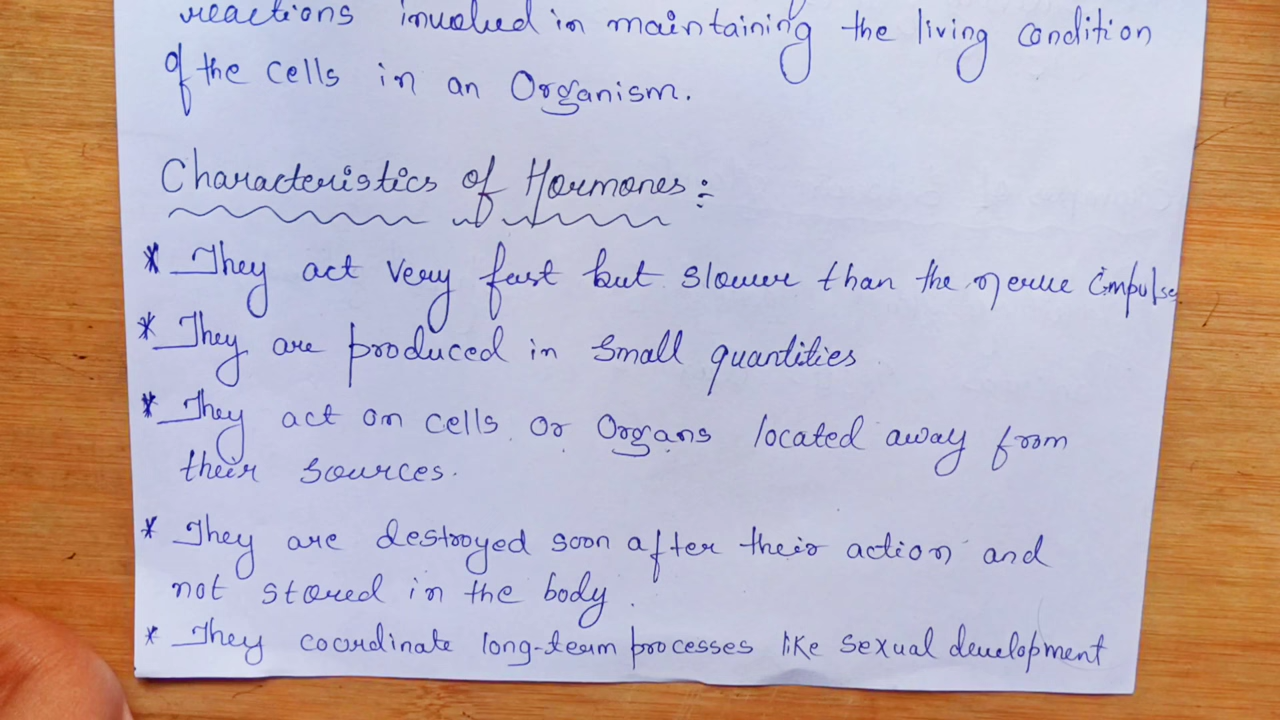 reactions involved in maintaining the living condition
of the cells in an Organism.
Characteristics of Hormones:
* They act very fast but slower than the nerve impulse
* They are produced in small quantities
* They act on cells or Organs located away from
their sources.
* They are destroyed soon after their action and
not stored in the body.
* They coordinate long-term processes like sexual development